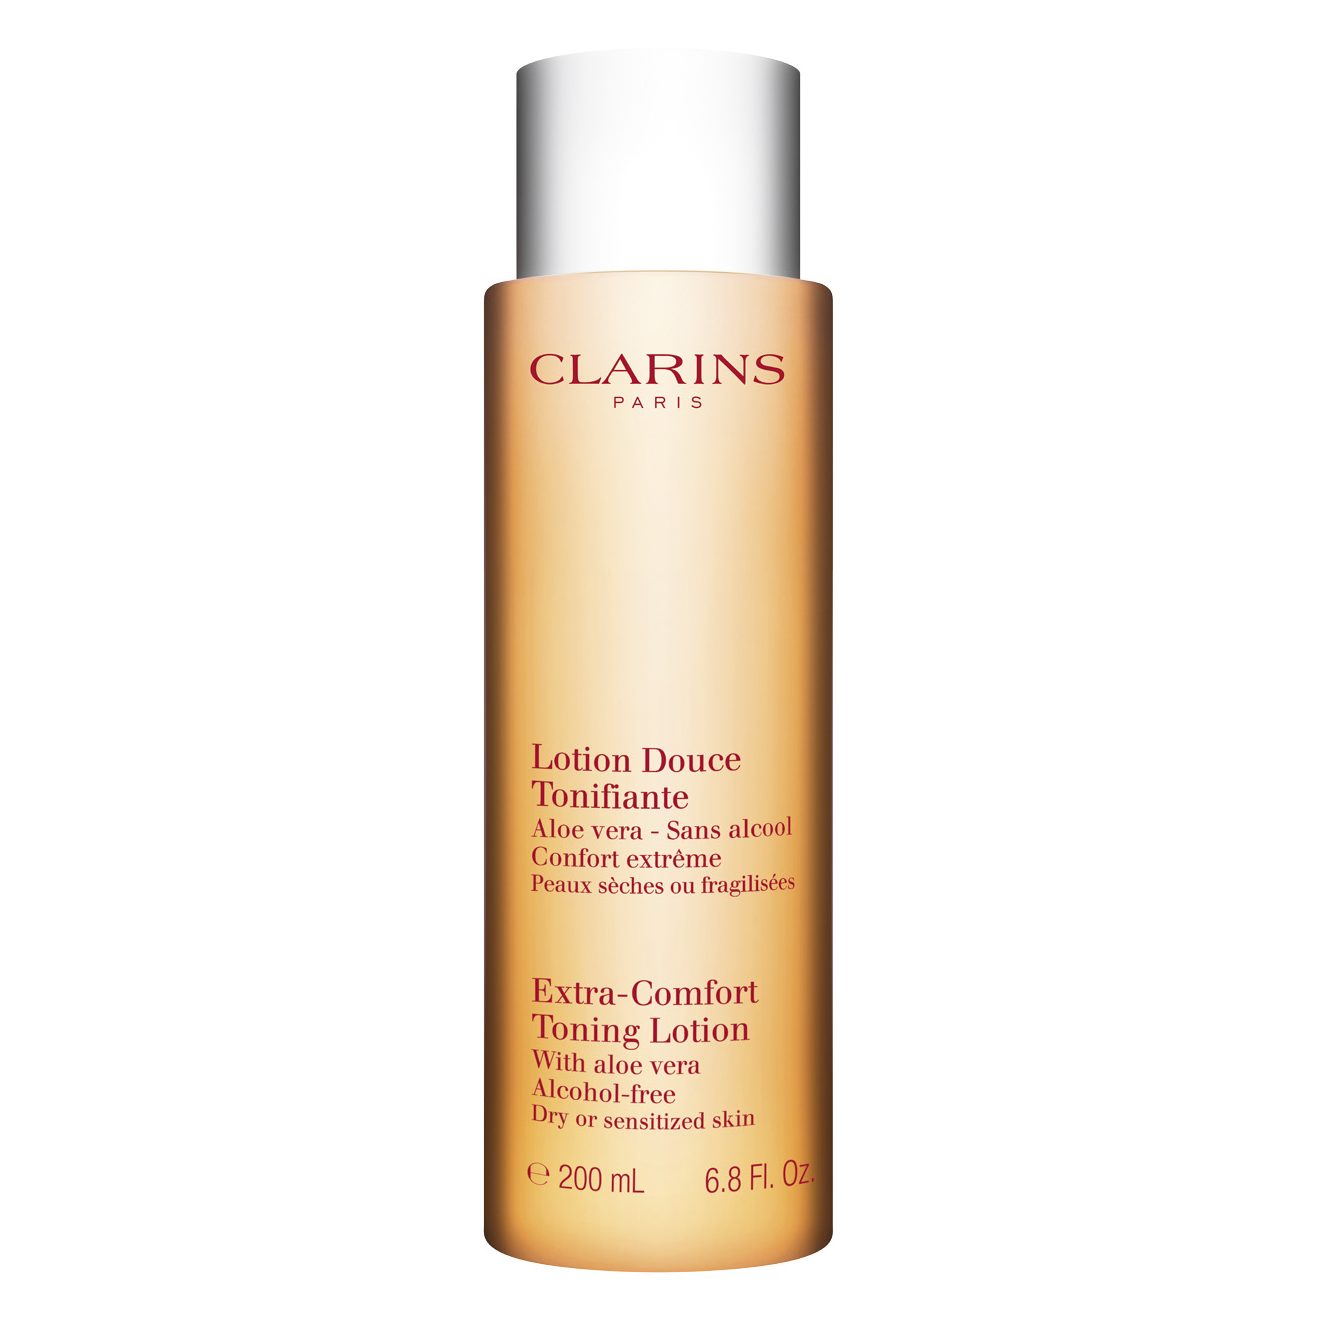 CLARINS
PARIS
Lotion Douce
Tonifiante
Aloe vera - Sans alcool
Confort extrême
Peaux sèches ou fragilisées
Extra-Comfort
Toning Lotion
With aloe vera
Alcohol-free
Dry or sensitized skin
℮ 200 mL 6.8 Fl. Oz.